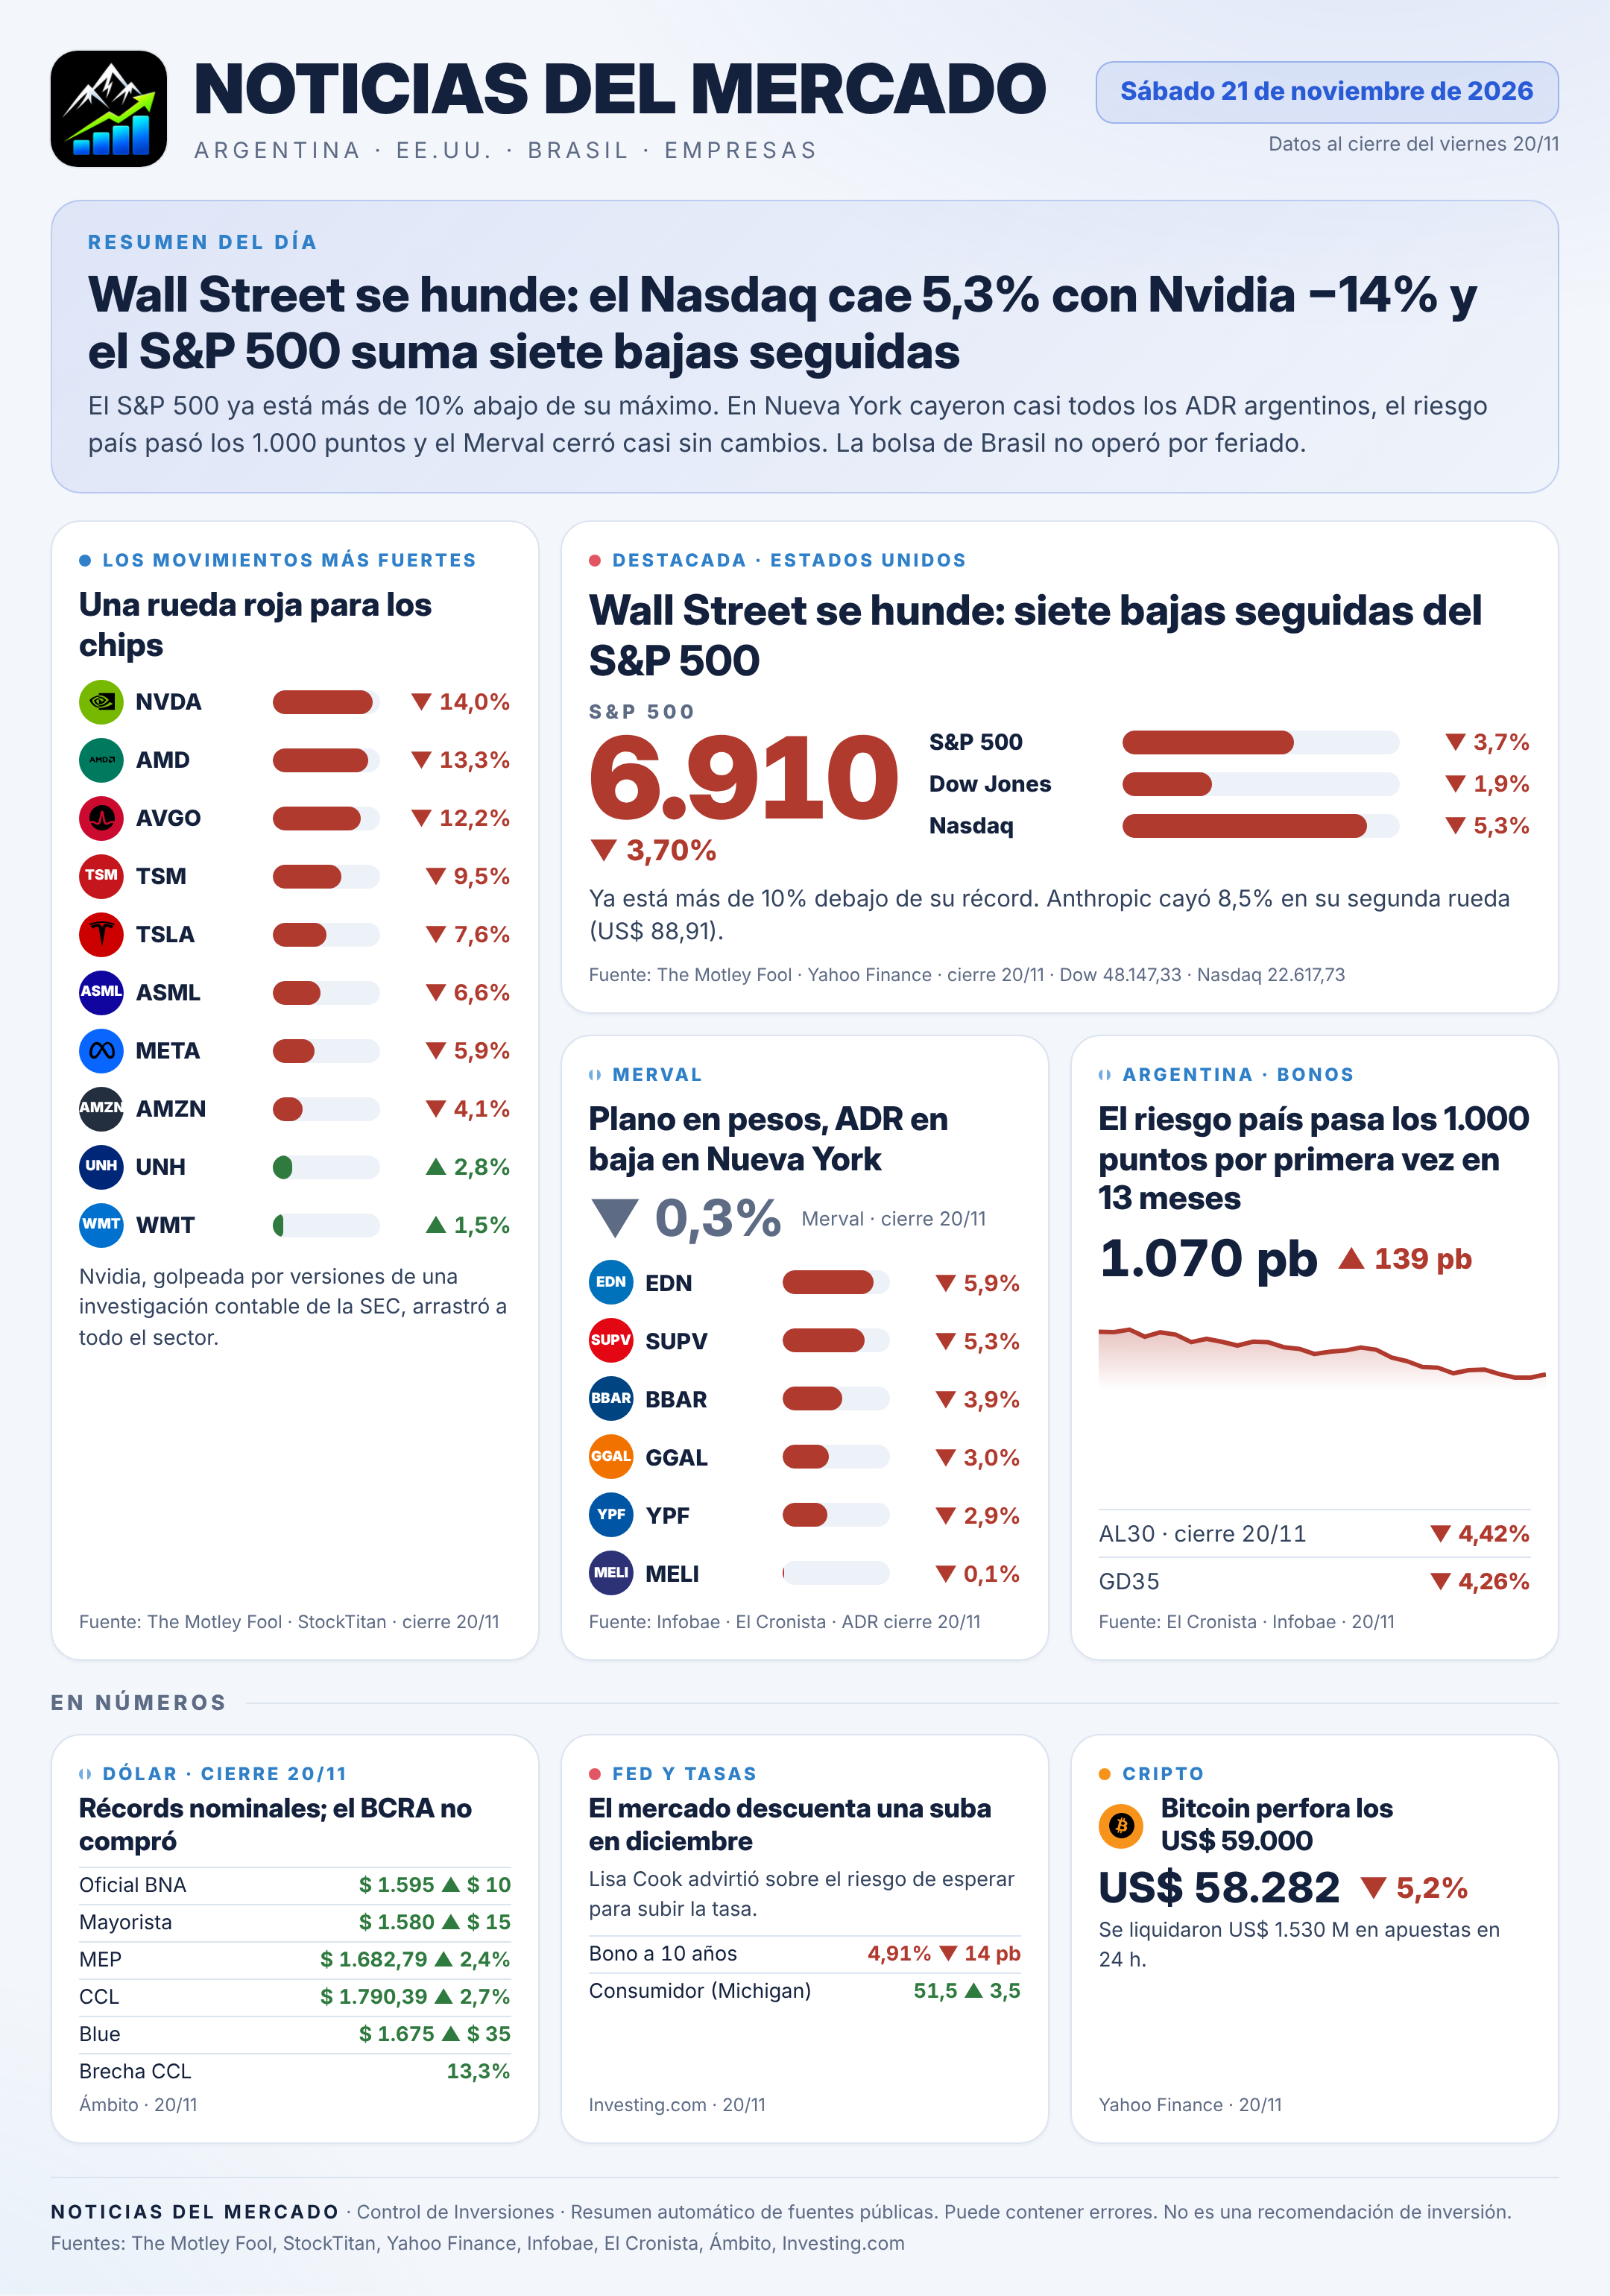 NOTICIAS DEL MERCADO
ARGENTINA · EE.UU. · BRASIL · EMPRESAS
Sábado 21 de noviembre de 2026
Datos al cierre del viernes 20/11
RESUMEN DEL DÍA
Wall Street se hunde: el Nasdaq cae 5,3% con Nvidia −14% y
el S&P 500 suma siete bajas seguidas
El S&P 500 ya está más de 10% abajo de su máximo. En Nueva York cayeron casi todos los ADR argentinos, el riesgo
país pasó los 1.000 puntos y el Merval cerró casi sin cambios. La bolsa de Brasil no operó por feriado.
LOS MOVIMIENTOS MÁS FUERTES
Una rueda roja para los
chips
NVDA ▼ 14,0%
AMD AMD ▼ 13,3%
AVGO ▼ 12,2%
TSM TSM ▼ 9,5%
TSLA ▼ 7,6%
ASML ASML ▼ 6,6%
META ▼ 5,9%
AMZN AMZN ▼ 4,1%
UNH UNH ▲ 2,8%
WMT WMT ▲ 1,5%
Nvidia, golpeada por versiones de una
investigación contable de la SEC, arrastró a
todo el sector.
Fuente: The Motley Fool · StockTitan · cierre 20/11
DESTACADA · ESTADOS UNIDOS
Wall Street se hunde: siete bajas seguidas del
S&P 500
S&P 500
6.910
▼ 3,70%
S&P 500 ▼ 3,7%
Dow Jones ▼ 1,9%
Nasdaq ▼ 5,3%
Ya está más de 10% debajo de su récord. Anthropic cayó 8,5% en su segunda rueda
(US$ 88,91).
Fuente: The Motley Fool · Yahoo Finance · cierre 20/11 · Dow 48.147,33 · Nasdaq 22.617,73
MERVAL
Plano en pesos, ADR en
baja en Nueva York
▼ 0,3% Merval · cierre 20/11
EDN EDN ▼ 5,9%
SUPV SUPV ▼ 5,3%
BBAR BBAR ▼ 3,9%
GGAL GGAL ▼ 3,0%
YPF YPF ▼ 2,9%
MELI MELI ▼ 0,1%
Fuente: Infobae · El Cronista · ADR cierre 20/11
ARGENTINA · BONOS
El riesgo país pasa los 1.000
puntos por primera vez en
13 meses
1.070 pb ▲ 139 pb
AL30 · cierre 20/11 ▼ 4,42%
GD35 ▼ 4,26%
Fuente: El Cronista · Infobae · 20/11
EN NÚMEROS
DÓLAR · CIERRE 20/11
Récords nominales; el BCRA no
compró
Oficial BNA $ 1.595 ▲ $ 10
Mayorista $ 1.580 ▲ $ 15
MEP $ 1.682,79 ▲ 2,4%
CCL $ 1.790,39 ▲ 2,7%
Blue $ 1.675 ▲ $ 35
Brecha CCL 13,3%
Ámbito · 20/11
FED Y TASAS
El mercado descuenta una suba
en diciembre
Lisa Cook advirtió sobre el riesgo de esperar
para subir la tasa.
Bono a 10 años 4,91% ▼ 14 pb
Consumidor (Michigan) 51,5 ▲ 3,5
Investing.com · 20/11
CRIPTO
Bitcoin perfora los
US$ 59.000
US$ 58.282 ▼ 5,2%
Se liquidaron US$ 1.530 M en apuestas en
24 h.
Yahoo Finance · 20/11
NOTICIAS DEL MERCADO · Control de Inversiones · Resumen automático de fuentes públicas. Puede contener errores. No es una recomendación de inversión.
Fuentes: The Motley Fool, StockTitan, Yahoo Finance, Infobae, El Cronista, Ámbito, Investing.com